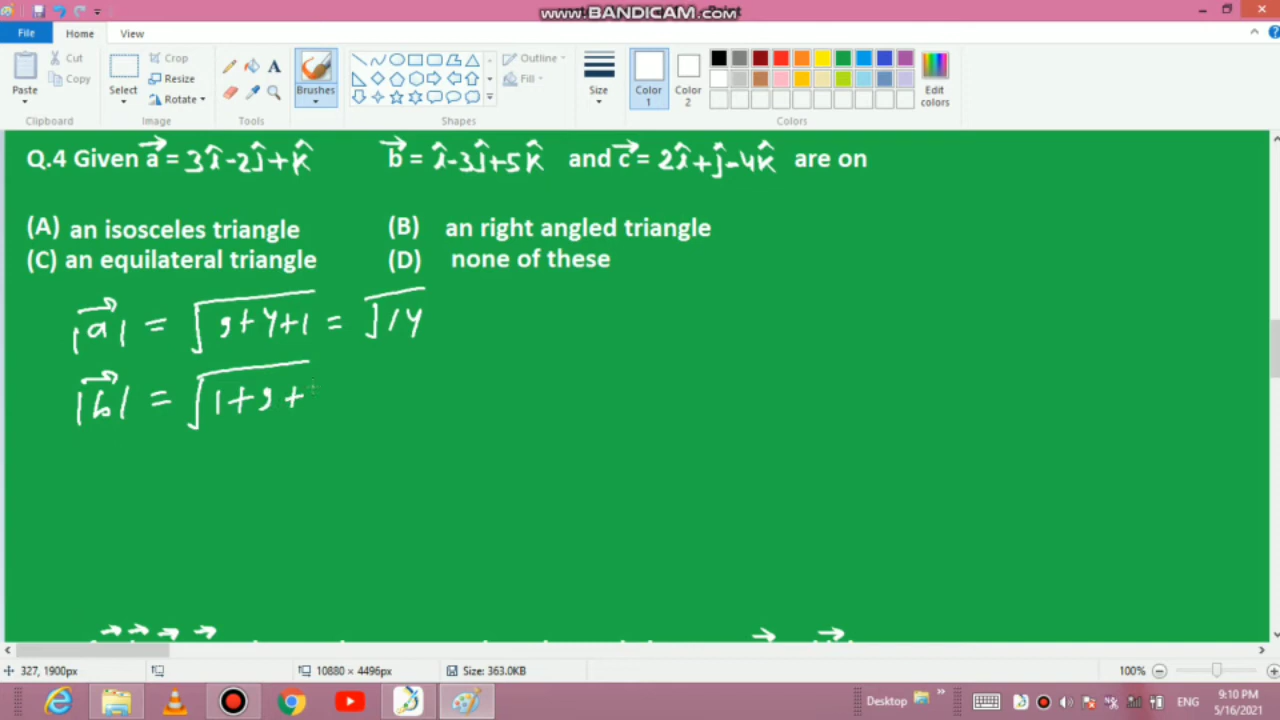 www.BANDICAM.com
File Home View
Paste Cut Copy Select Crop Resize Rotate Brushes Outline Fill Size Color 1 Color 2 Edit colors
Clipboard Image Tools Shapes Colors
Q.4 Given a⃗ = 3î-2ĵ+k̂ b⃗ = î-3ĵ+5k̂ and c⃗ = 2î+ĵ-4k̂ are on
(A) an isosceles triangle (B) an right angled triangle
(C) an equilateral triangle (D) none of these
|a⃗| = √9+4+1 = √14
|b⃗| = √1+9+
327, 1900px 10880 × 4496px Size: 363.0KB 100%
Desktop » ENG 9:10 PM
5/16/2021